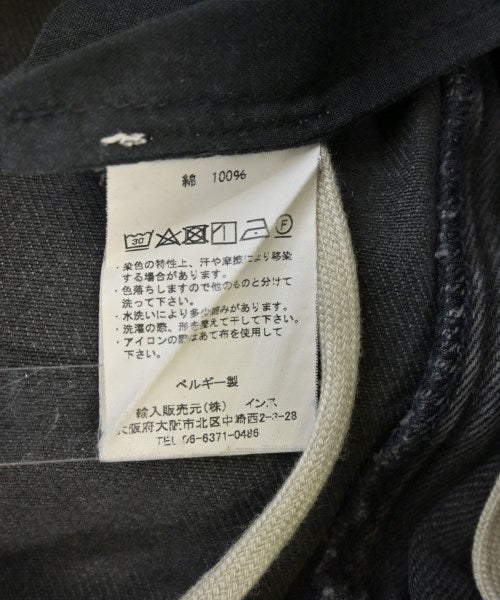 綿 100%
30 F
・染色の特性上、汗や摩擦により移染
する場合があります。
・色落ちしますので他のものと分けて
洗って下さい。
・水洗いにより多少縮みがあります。
・洗濯の際、形を整えて干して下さい。
・アイロンの際はあて布を使用して
下さい。
ベルギー製
輸入販売元(株) インス
大阪府大阪市北区中崎西2-3-28
TEL 06-6371-0486